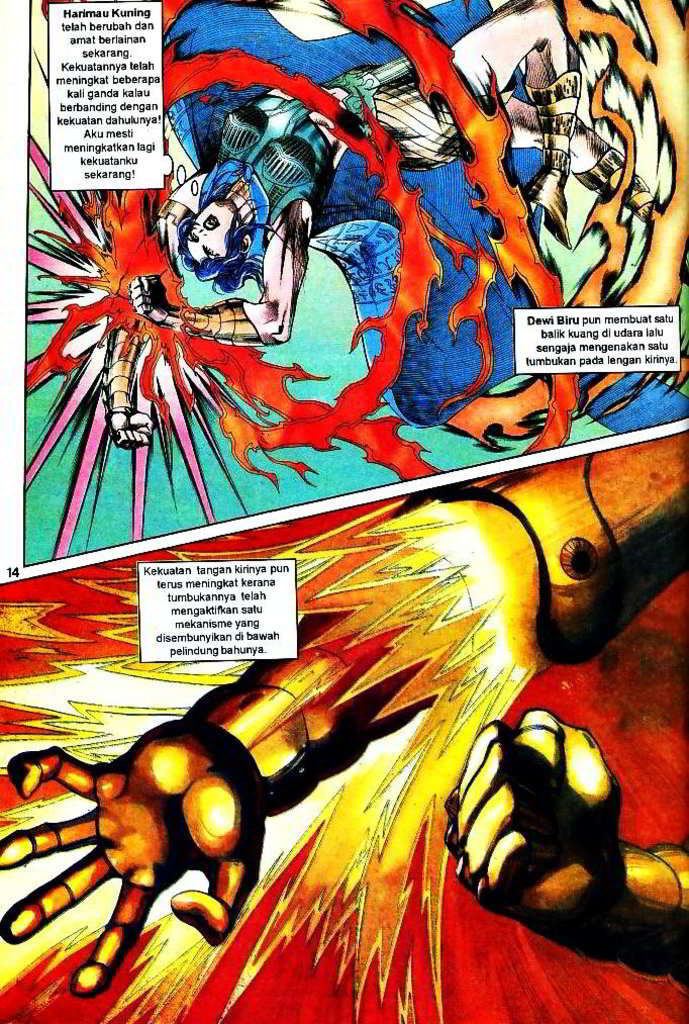 Harimau Kuning
telah berubah dan
amat berlainan
sekarang.
Kekuatannya telah
meningkat beberapa
kali ganda kalau
berbanding dengan
kekuatan dahulunya!
Aku mesti
meningkatkan lagi
kekuatanku
sekarang!
Dewi Biru pun membuat satu
balik kuang di udara lalu
sengaja mengenakan satu
tumbukan pada lengan kirinya.
14
Kekuatan tangan kirinya pun
terus meningkat kerana
tumbukannya telah
mengaktifkan satu
mekanisme yang
disembunyikan di bawah
pelindung bahunya.